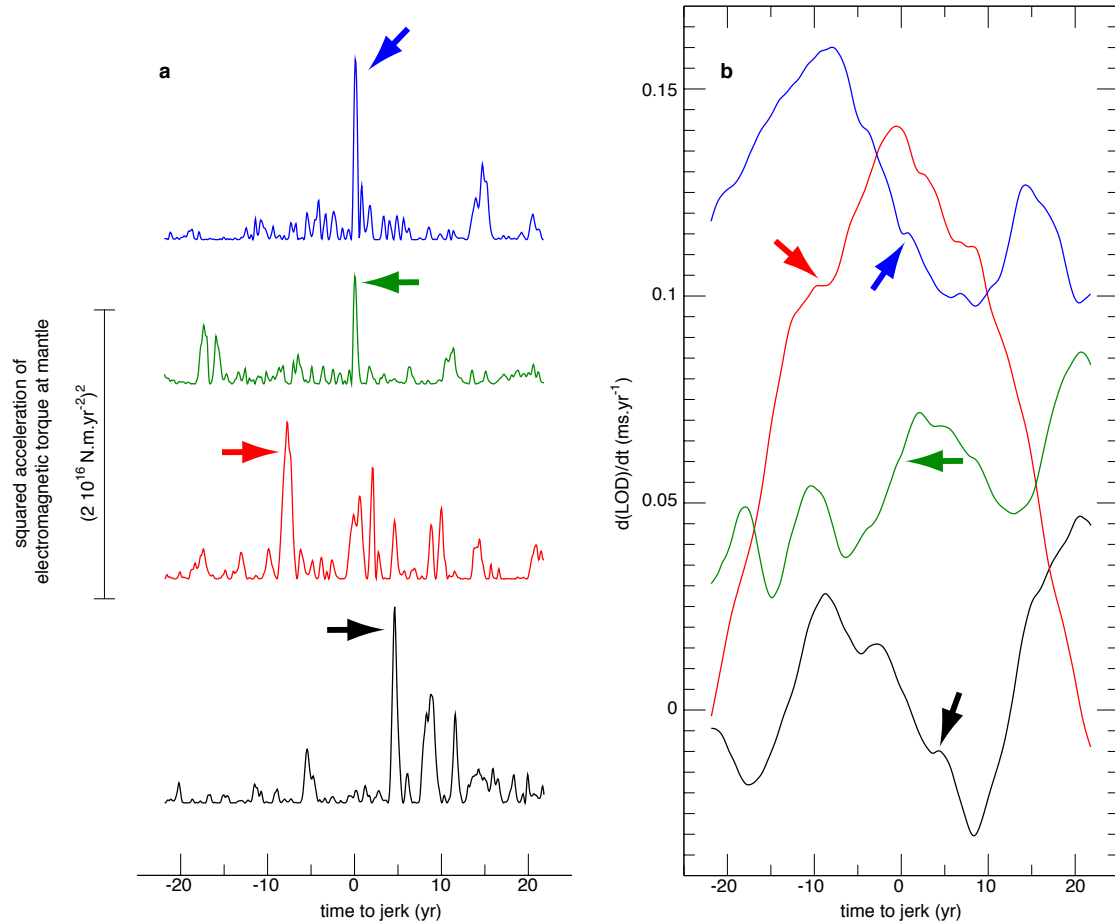 a
squared acceleration of
electromagnetic torque at mantle
(2 10^16 N.m.yr^-2)
-20 -10 0 10 20
time to jerk (yr)
b
0.15
0.1
0.05
0
d(LOD)/dt (ms.yr^-1)
-20 -10 0 10 20
time to jerk (yr)